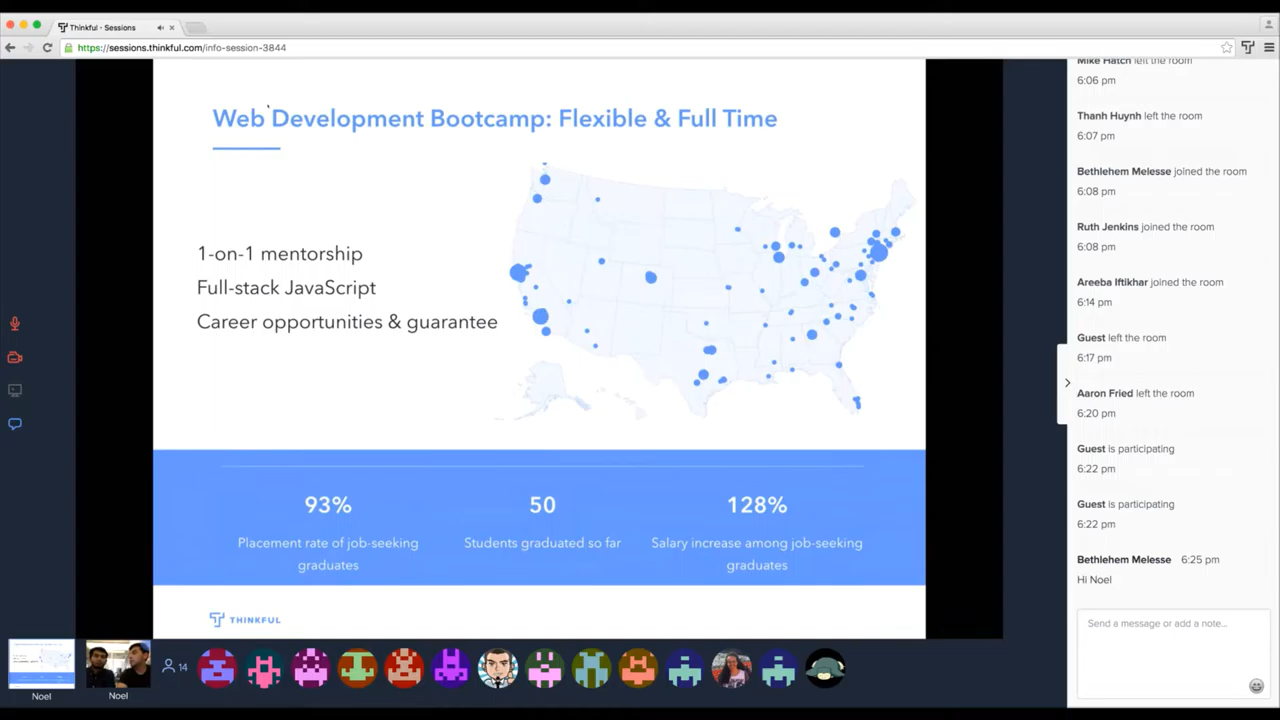 Thinkful - Sessions
https://sessions.thinkful.com/info-session-3844
Web Development Bootcamp: Flexible & Full Time
1-on-1 mentorship
Full-stack JavaScript
Career opportunities & guarantee
93%
Placement rate of job-seeking
graduates
50
Students graduated so far
128%
Salary increase among job-seeking
graduates
THINKFUL
Mike Hatch left the room
6:06 pm
Thanh Huynh left the room
6:07 pm
Bethlehem Melesse joined the room
6:08 pm
Ruth Jenkins joined the room
6:08 pm
Areeba Iftikhar joined the room
6:14 pm
Guest left the room
6:17 pm
Aaron Fried left the room
6:20 pm
Guest is participating
6:22 pm
Guest is participating
6:22 pm
Bethlehem Melesse 6:25 pm
Hi Noel
Send a message or add a note...
Noel
Noel
14